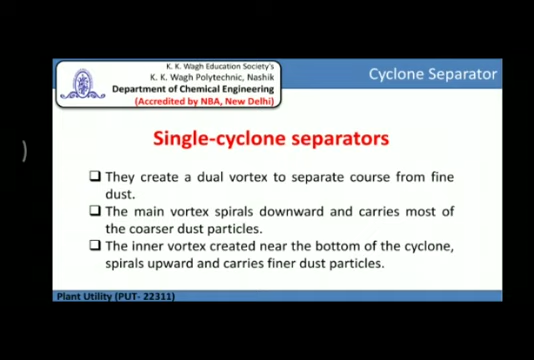 K. K. Wagh Education Society's
K. K. Wagh Polytechnic, Nashik
Department of Chemical Engineering
(Accredited by NBA, New Delhi)
Cyclone Separator
Single-cyclone separators
They create a dual vortex to separate course from fine
dust.
The main vortex spirals downward and carries most of
the coarser dust particles.
The inner vortex created near the bottom of the cyclone,
spirals upward and carries finer dust particles.
Plant Utility (PUT- 22311)